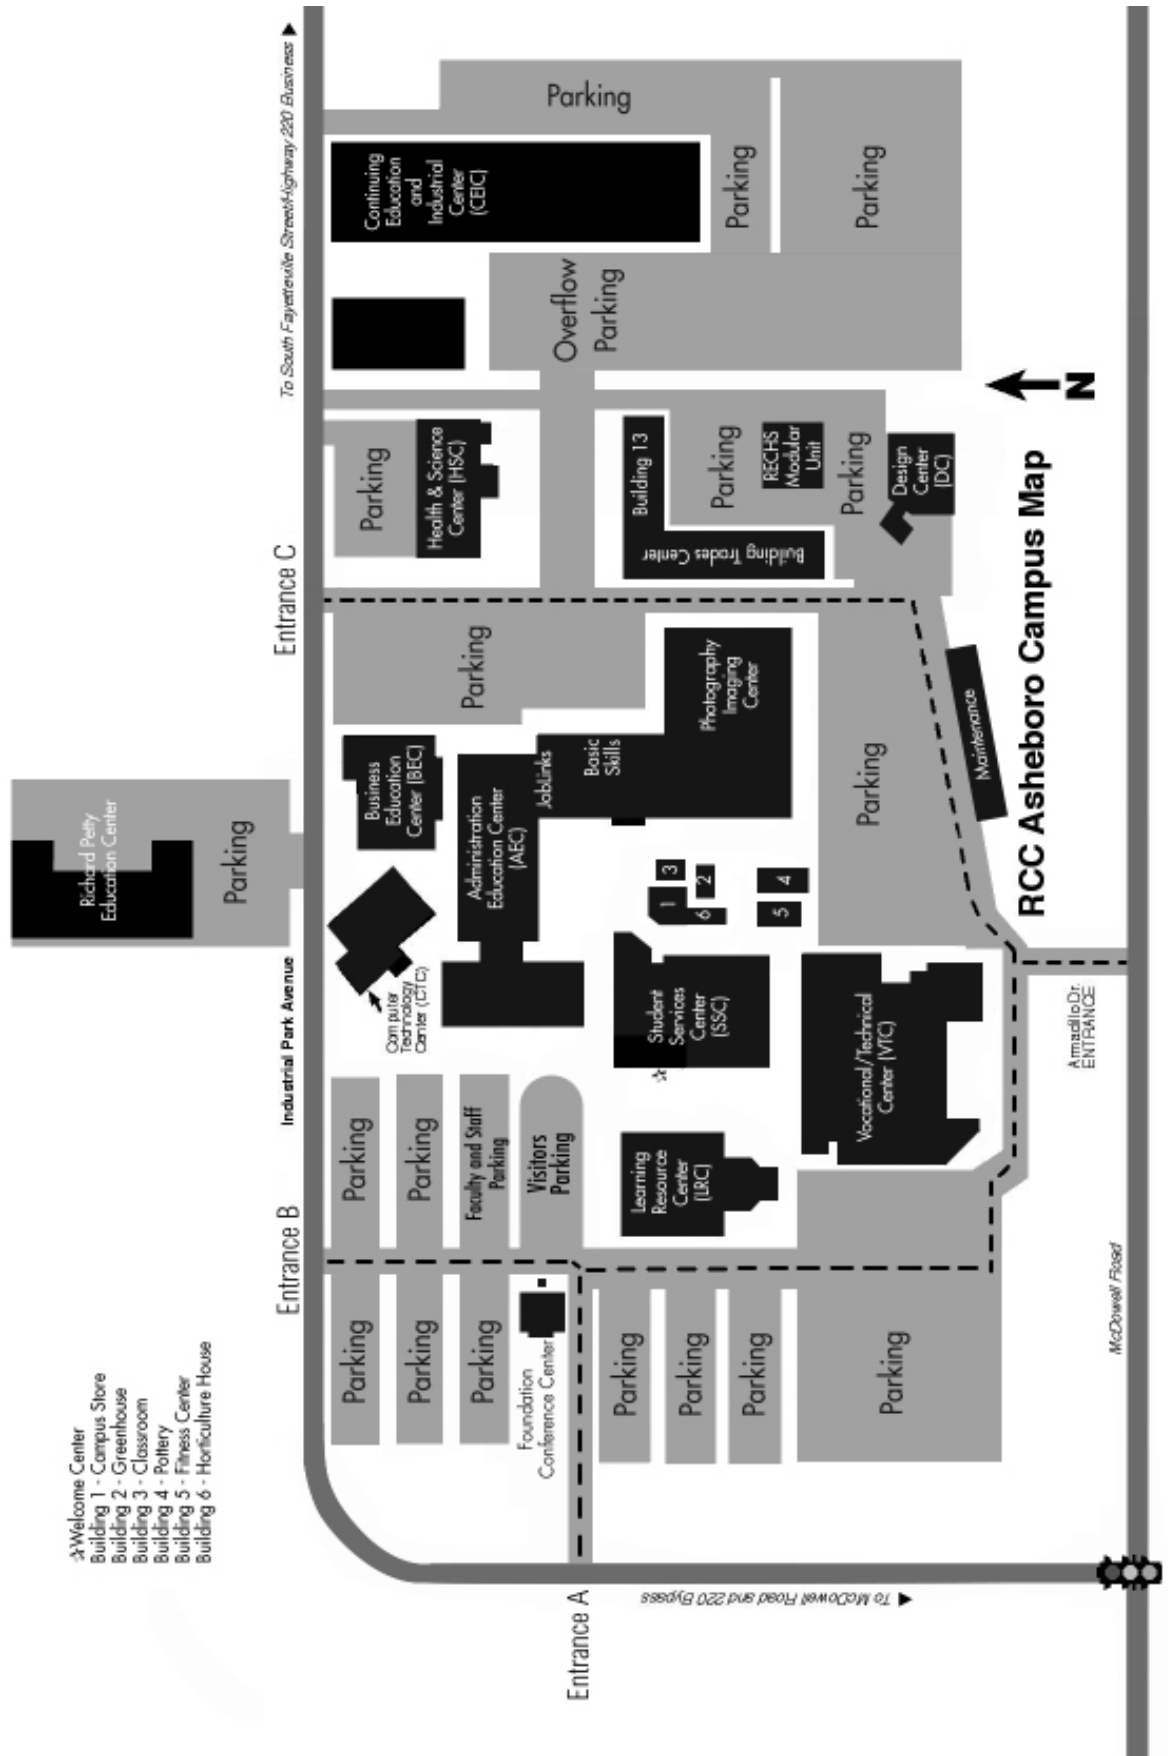 ☆Welcome Center
Building 1 - Campus Store
Building 2 - Greenhouse
Building 3 - Classroom
Building 4 - Pottery
Building 5 - Fitness Center
Building 6 - Horticulture House
Richard Petty
Education Center
Parking
Entrance B
Industrial Park Avenue
Entrance C
To South Fayetteville Street/Highway 220 Business
Parking
Parking
Computer
Technology
Center (CTC)
Business
Education
Center (BEC)
Parking
Parking
Health & Science
Center (HSC)
Continuing
Education
and
Industrial
Center
(CEIC)
Parking
Parking
Parking
Faculty and Staff
Parking
Administration
Education Center
(AEC)
Parking
Foundation
Conference Center
Visitors
Parking
JobLinks
Basic
Skills
Overflow
Parking
Parking
Entrance A
Parking
Learning
Resource
Center
(LRC)
☆
Student
Services
Center
(SSC)
1
2
3
4
5
6
Photography
Imaging
Center
Building 13
Building Trades Center
Parking
Parking
Parking
RECHS
Modular
Unit
Parking
Parking
Parking
Vocational/Technical
Center (VTC)
Parking
Parking
Design
Center
(DC)
Parking
To McDowell Road and 220 Bypass
Maintenance
RCC Asheboro Campus Map
N
Armadillo Dr.
ENTRANCE
McDowell Road